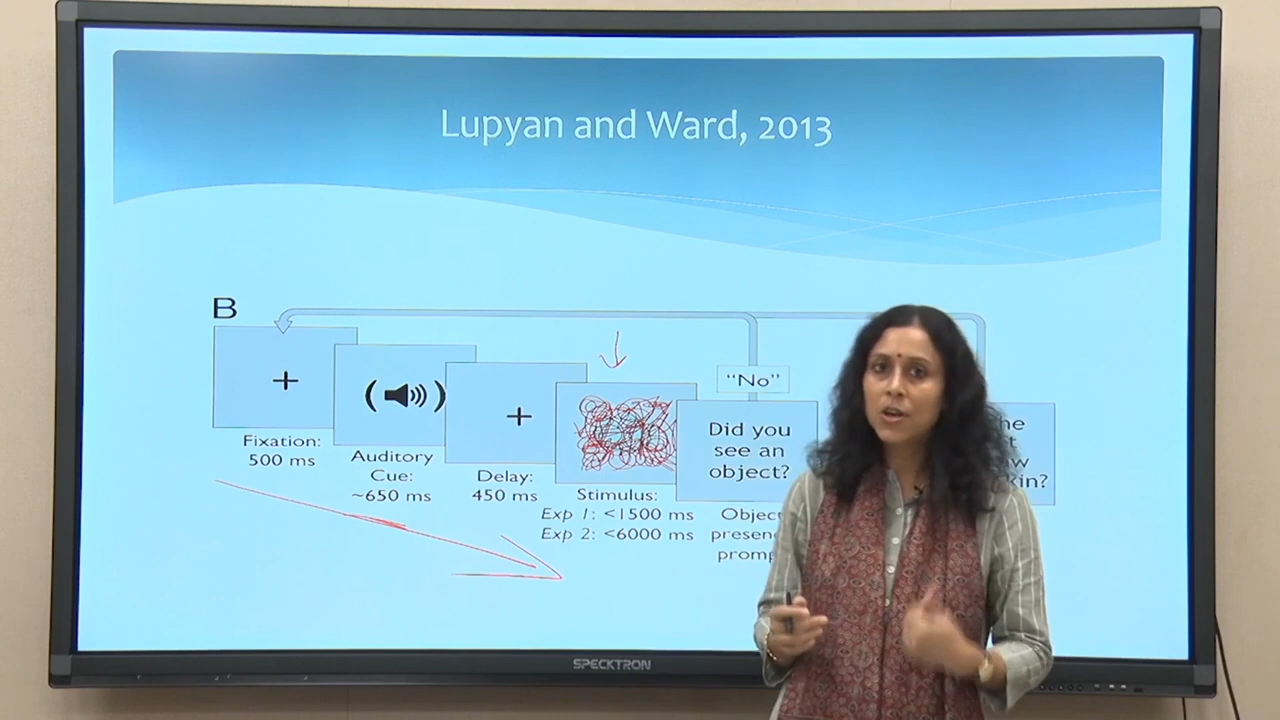 Lupyan and Ward, 2013
B
"No"
+
Fixation:
500 ms
Auditory
Cue:
~650 ms
+
Delay:
450 ms
Stimulus:
Exp 1: <1500 ms
Exp 2: <6000 ms
Did you
see an
object?
SPECKTRON